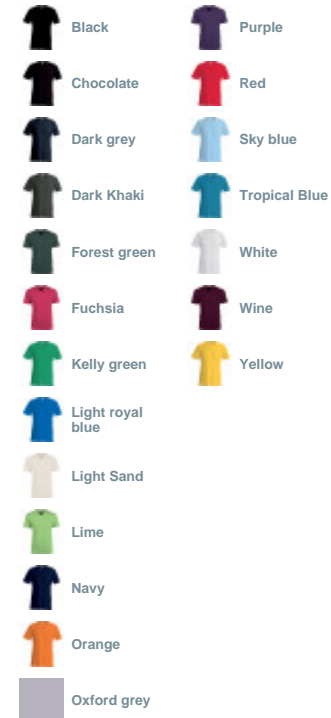 Black
Chocolate
Dark grey
Dark Khaki
Forest green
Fuchsia
Kelly green
Light royal
blue
Light Sand
Lime
Navy
Orange
Oxford grey
Purple
Red
Sky blue
Tropical Blue
White
Wine
Yellow